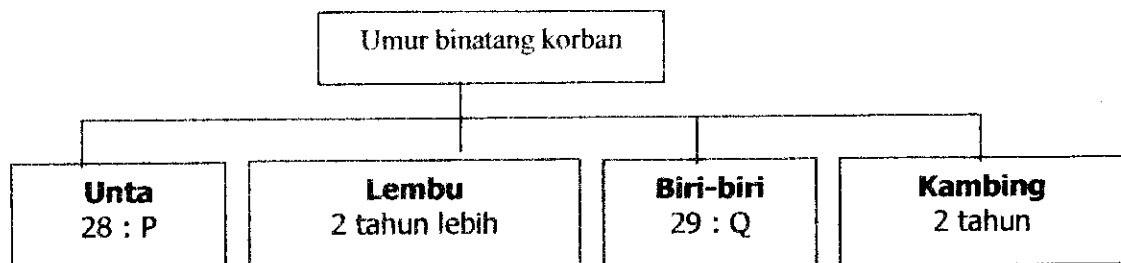 Umur binatang korban
Unta
28 : P
Lembu
2 tahun lebih
Biri-biri
29 : Q
Kambing
2 tahun